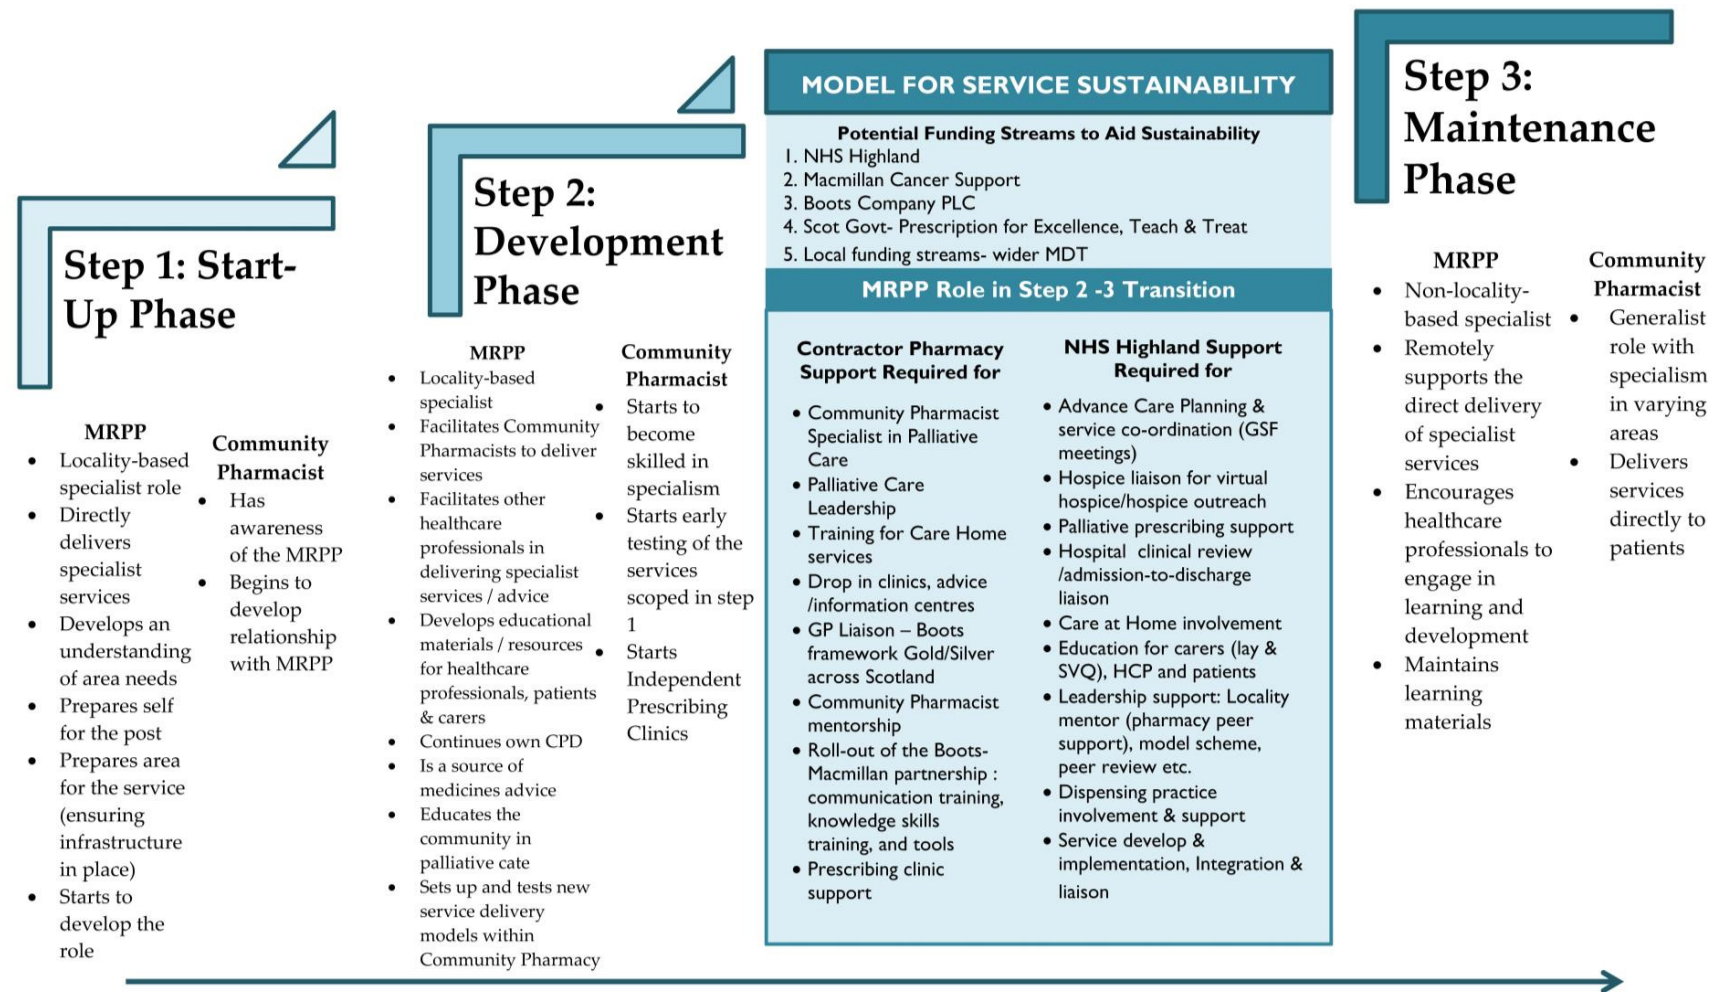 Step 1: Start-
Up Phase
MRPP
• Locality-based
specialist role
• Directly
delivers
specialist
services
• Develops an
understanding
of area needs
• Prepares self
for the post
• Prepares area
for the service
(ensuring
infrastructure
in place)
• Starts to
develop the
role
Community
Pharmacist
• Has
awareness
of the MRPP
• Begins to
develop
relationship
with MRPP
Step 2:
Development
Phase
MRPP
• Locality-based
specialist
• Facilitates Community
Pharmacists to deliver
services
• Facilitates other
healthcare
professionals in
delivering specialist
services / advice
• Develops educational
materials / resources
for healthcare
professionals, patients
& carers
• Continues own CPD
• Is a source of
medicines advice
• Educates the
community in
palliative cate
• Sets up and tests new
service delivery
models within
Community Pharmacy
Community
Pharmacist
• Starts to
become
skilled in
specialism
• Starts early
testing of the
services
scoped in step
1
• Starts
Independent
Prescribing
Clinics
MODEL FOR SERVICE SUSTAINABILITY
Potential Funding Streams to Aid Sustainability
1. NHS Highland
2. Macmillan Cancer Support
3. Boots Company PLC
4. Scot Govt- Prescription for Excellence, Teach & Treat
5. Local funding streams- wider MDT
MRPP Role in Step 2 -3 Transition
Contractor Pharmacy
Support Required for
• Community Pharmacist
Specialist in Palliative
Care
• Palliative Care
Leadership
• Training for Care Home
services
• Drop in clinics, advice
/information centres
• GP Liaison – Boots
framework Gold/Silver
across Scotland
• Community Pharmacist
mentorship
• Roll-out of the Boots-
Macmillan partnership :
communication training,
knowledge skills
training, and tools
• Prescribing clinic
support
NHS Highland Support
Required for
• Advance Care Planning &
service co-ordination (GSF
meetings)
• Hospice liaison for virtual
hospice/hospice outreach
• Palliative prescribing support
• Hospital clinical review
/admission-to-discharge
liaison
• Care at Home involvement
• Education for carers (lay &
SVQ), HCP and patients
• Leadership support: Locality
mentor (pharmacy peer
support), model scheme,
peer review etc.
• Dispensing practice
involvement & support
• Service develop &
implementation, Integration &
liaison
Step 3:
Maintenance
Phase
MRPP
• Non-locality-
based specialist
• Remotely
supports the
direct delivery
of specialist
services
• Encourages
healthcare
professionals to
engage in
learning and
development
• Maintains
learning
materials
Community
Pharmacist
• Generalist
role with
specialism
in varying
areas
• Delivers
services
directly to
patients